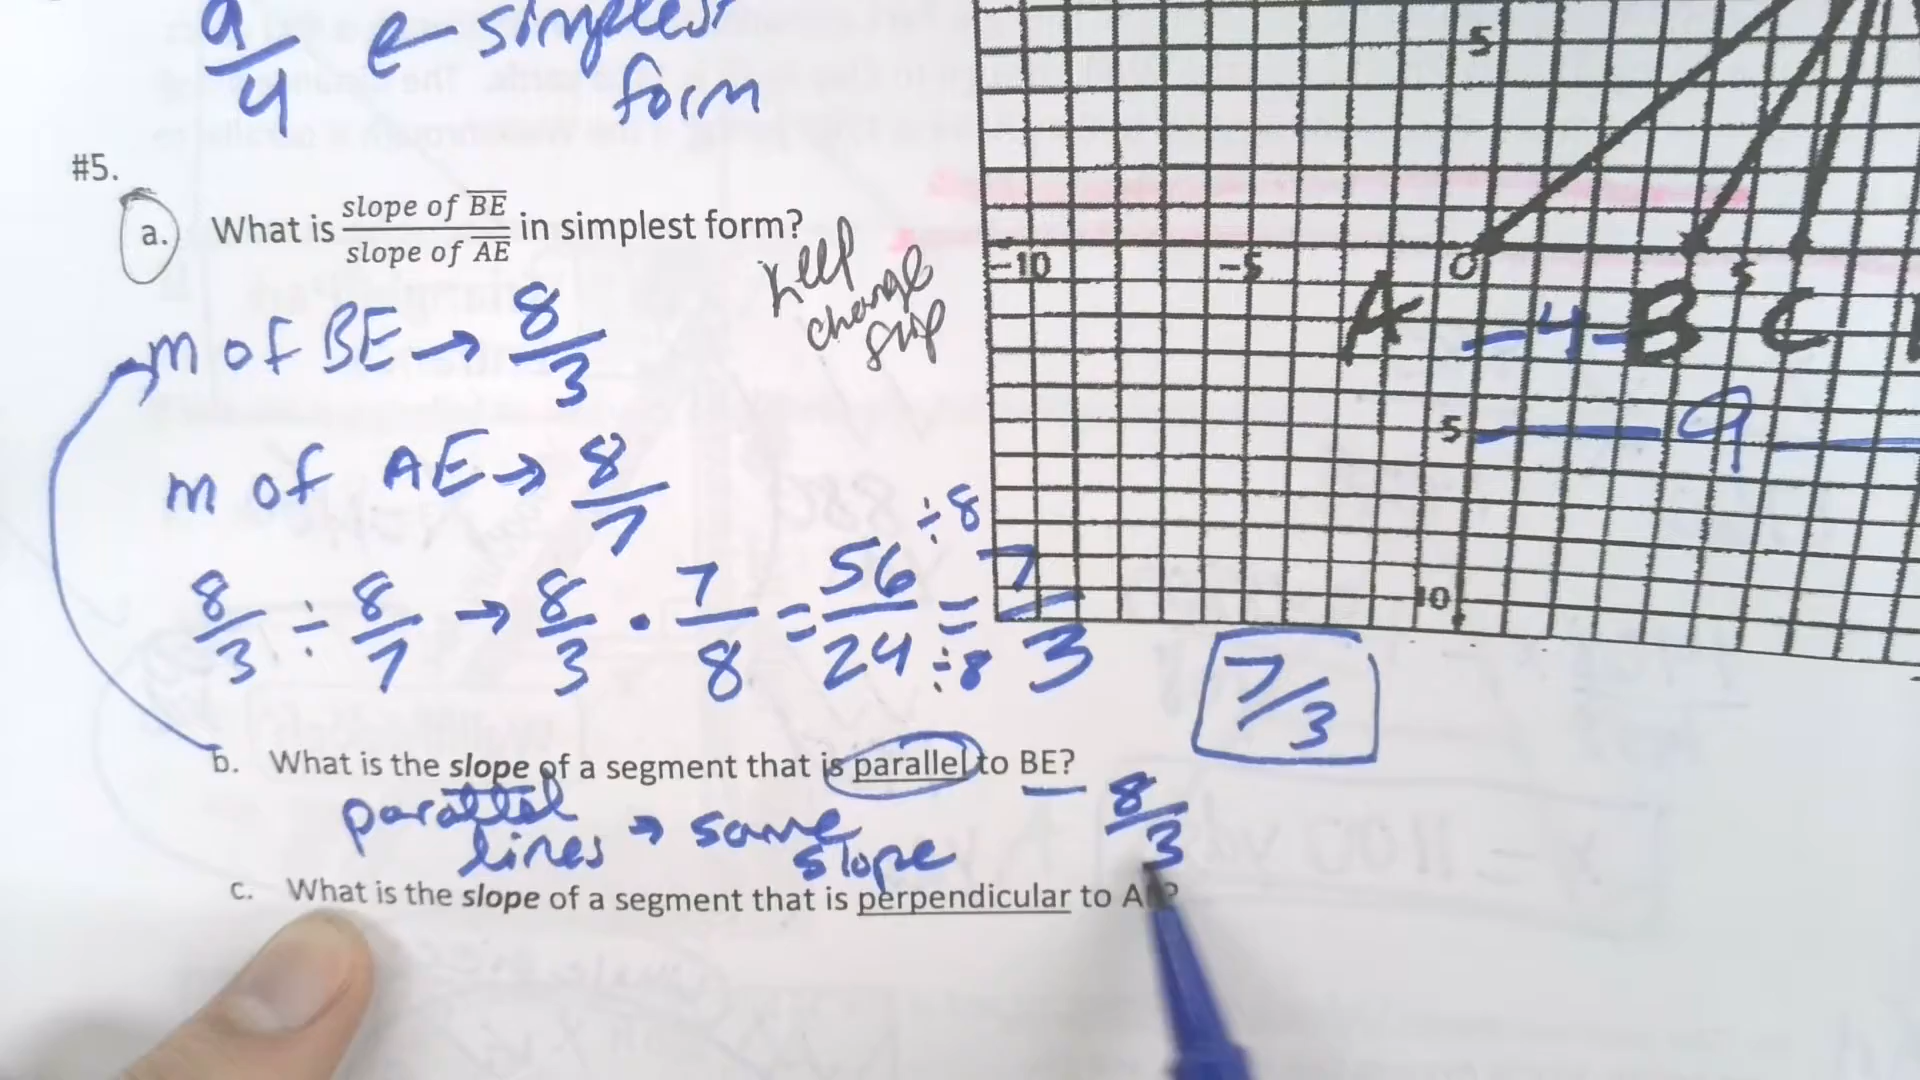 9/4 e simplest
form
#5.
a. What is slope of BE / slope of AE in simplest form?
keep
change
flip
m of BE → 8/3
m of AE → 8/7
8/3 ÷ 8/7 → 8/3 · 7/8 = 56/24 ÷8 ÷8 = 7/3
7/3
b. What is the slope of a segment that is parallel to BE?
parallel
lines → same
slope
8/3
c. What is the slope of a segment that is perpendicular to
5
-10 -5 0 5
A -4- B C
5 9
10